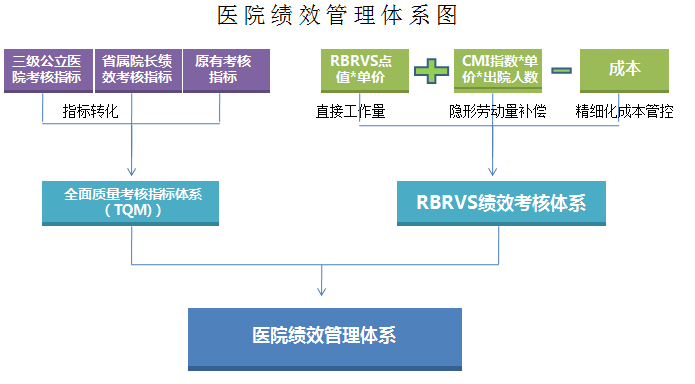 医院绩效管理体系图
三级公立医
院考核指标
省属院长绩
效考核指标
原有考核
指标
RBRVS点
值*单价
CMI指数*单
价*出院人数
成本
指标转化
直接工作量
隐形劳动量补偿
精细化成本管控
全面质量考核指标体系
（TQM)）
RBRVS绩效考核体系
医院绩效管理体系